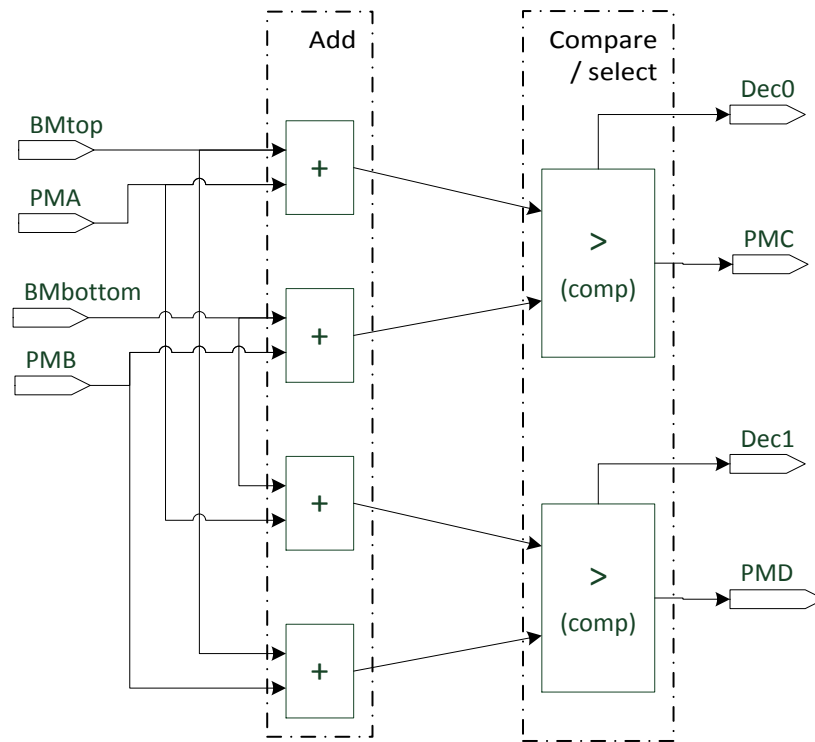 Add
Compare
/ select
Dec0
BMtop
+
PMA
>
(comp)
PMC
BMbottom
+
PMB
Dec1
+
>
(comp)
PMD
+